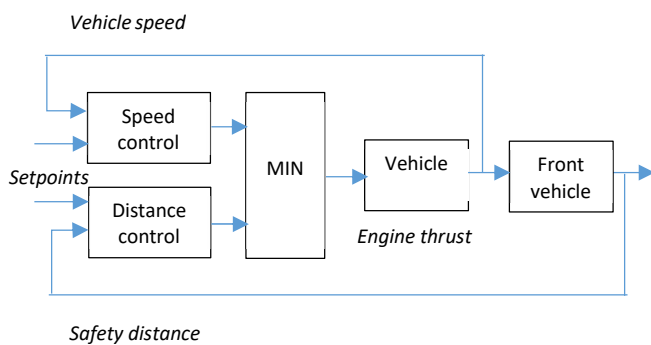 Vehicle speed
Speed
control
MIN
Vehicle
Front
vehicle
Setpoints
Distance
control
Engine thrust
Safety distance